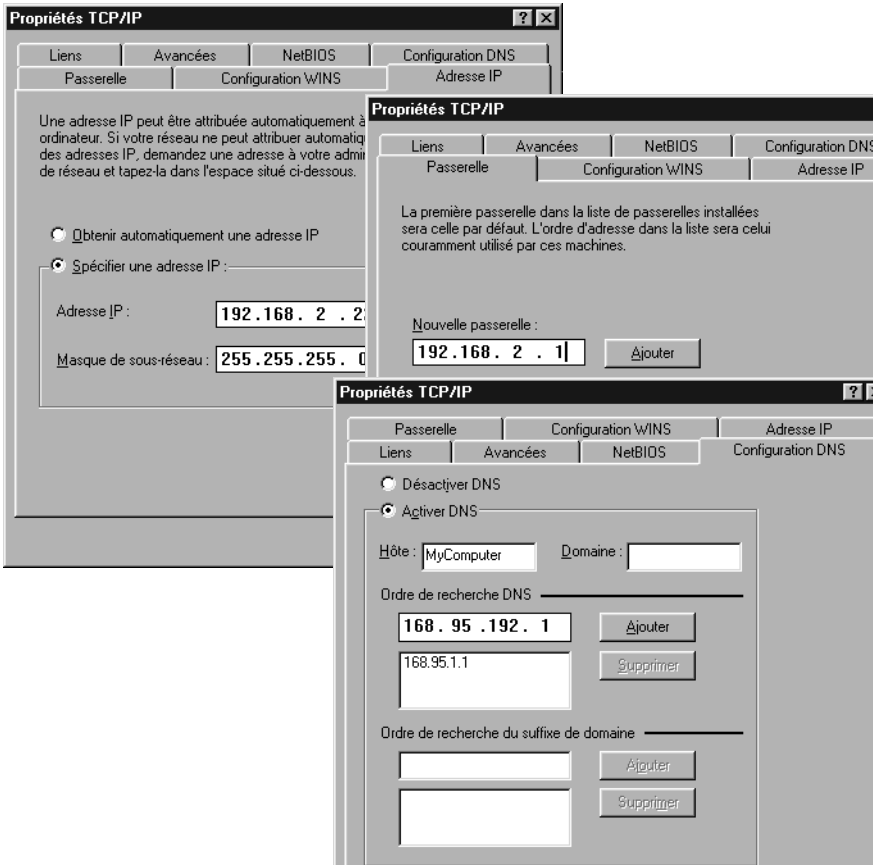 Propriétés TCP/IP
Liens Avancées NetBIOS Configuration DNS
Passerelle Configuration WINS Adresse IP
Une adresse IP peut être attribuée automatiquement à
ordinateur. Si votre réseau ne peut attribuer
des adresses IP, demandez une adresse à votre
de réseau et tapez-la dans l'espace situé ci-dessous.
Obtenir automatiquement une adresse IP
Spécifier une adresse IP :
Adresse IP : 192.168. 2 .
Masque de sous-réseau : 255.255.255. 0
Propriétés TCP/IP
Liens Avancées NetBIOS Configuration DNS
Passerelle Configuration WINS Adresse IP
La première passerelle dans la liste de passerelles installées
sera celle par défaut. L'ordre d'adresse dans la liste sera celui
couramment utilisé par ces machines.
Nouvelle passerelle :
192.168. 2 . 1 Ajouter
Propriétés TCP/IP
Passerelle Configuration WINS Adresse IP
Liens Avancées NetBIOS Configuration DNS
Désactiver DNS
Activer DNS
Hôte : MyComputer Domaine :
Ordre de recherche DNS
168. 95 .192. 1 Ajouter
168.95.1.1 Supprimer
Ordre de recherche du suffixe de domaine
Ajouter
Supprimer